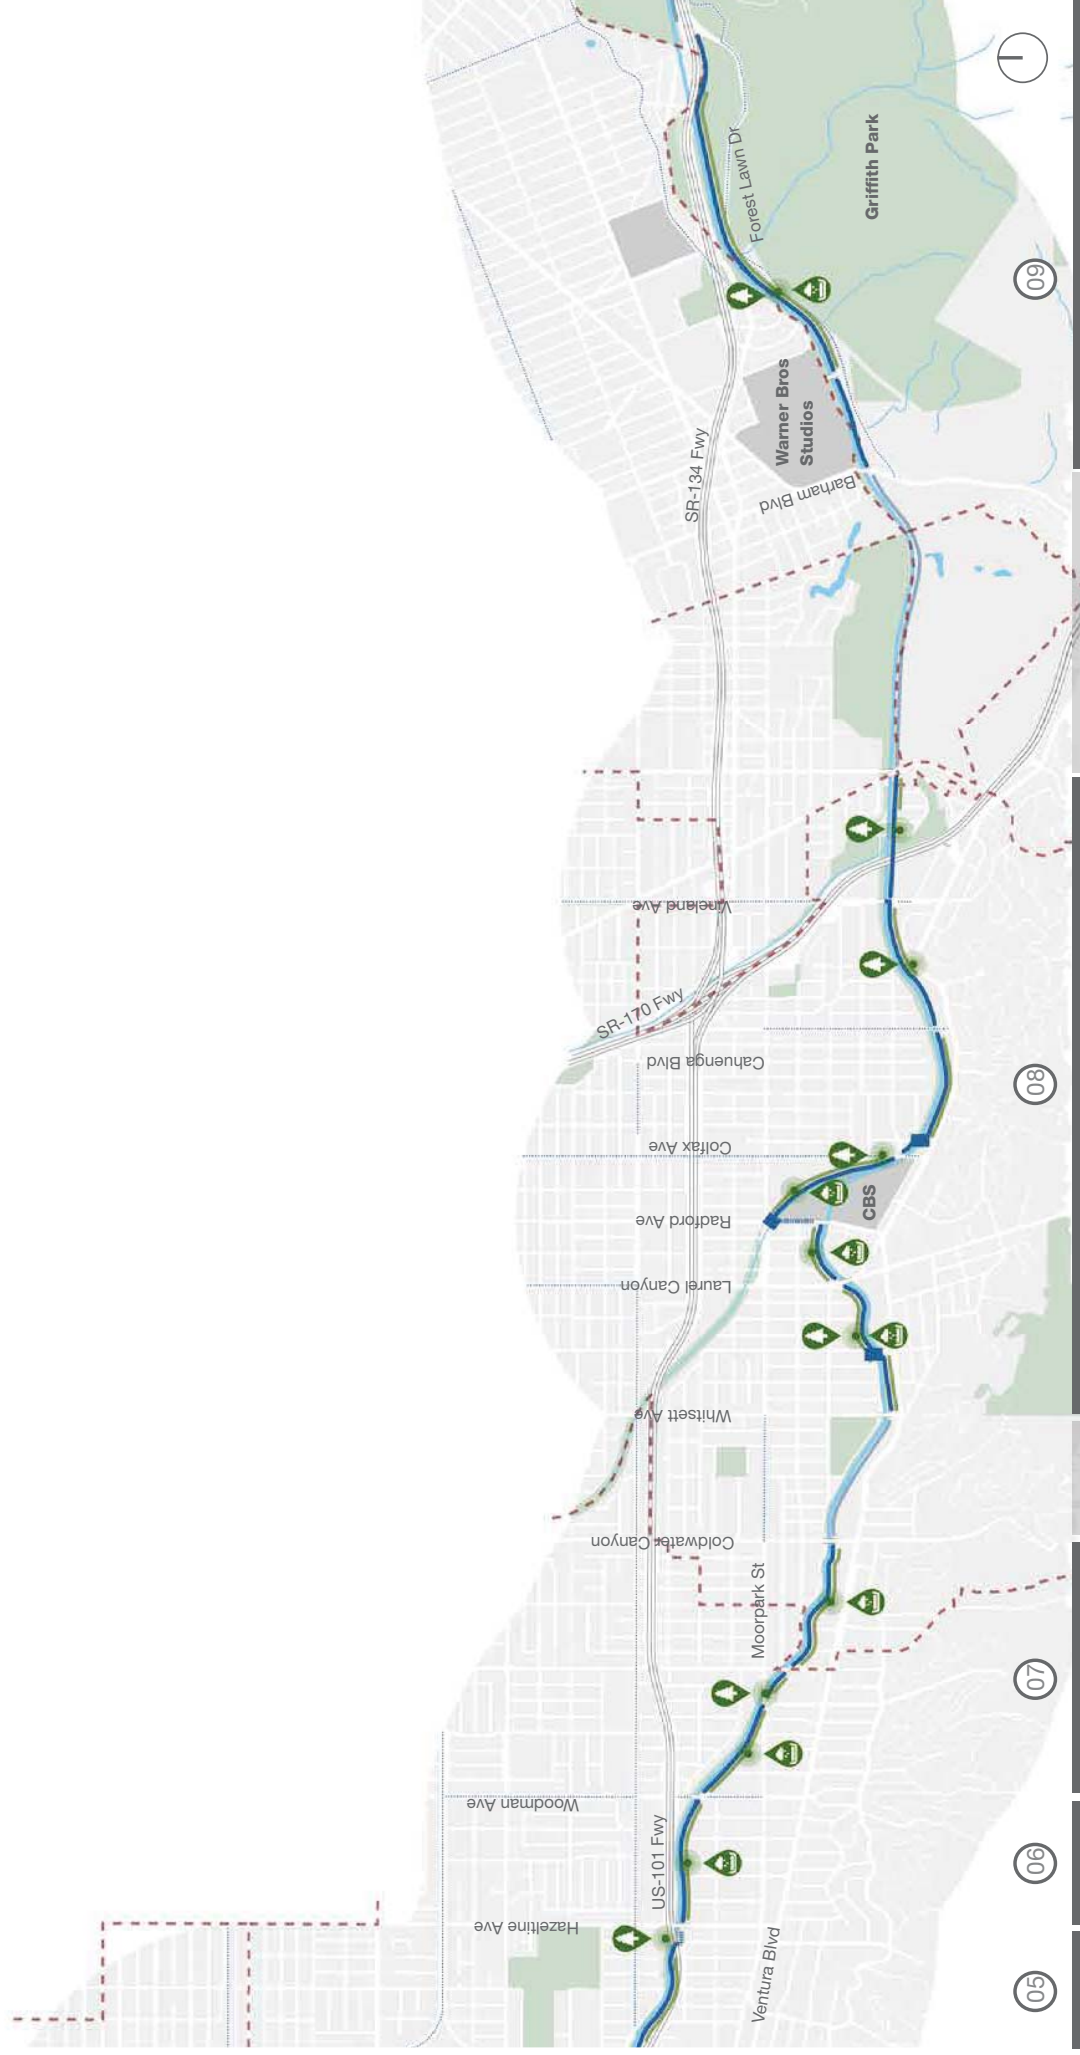 Forest Lawn Dr
Griffith Park
09
Warner Bros
Studios
SR-134 Fwy
Barham Blvd
Vineland Ave
SR-170 Fwy
Cahuenga Blvd
08
Colfax Ave
CBS
Radford Ave
Laurel Canyon
Whitsett Ave
Coldwater Canyon
Moorpark St
07
Woodman Ave
US-101 Fwy
06
Hazeltine Ave
Ventura Blvd
05